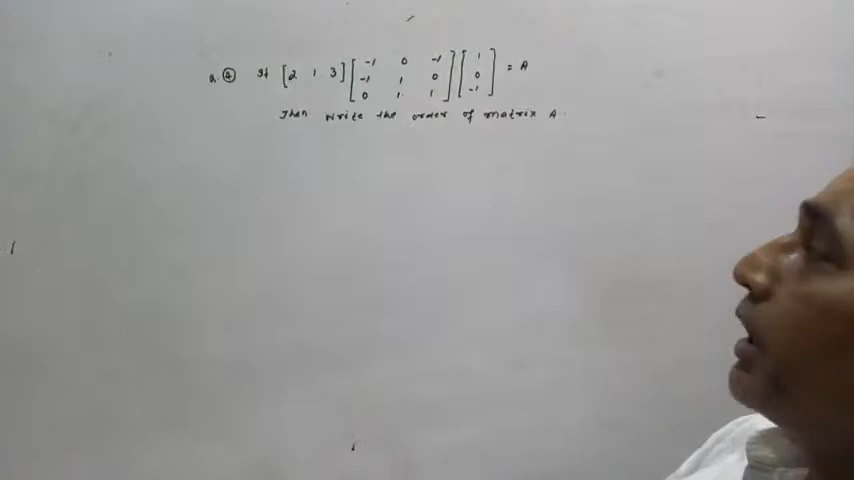 Q. ④ If [2 1 3] [-1 0 -1
-1 1 0
0 1 1] [1
0
-1] = A
Then write the order of matrix A.